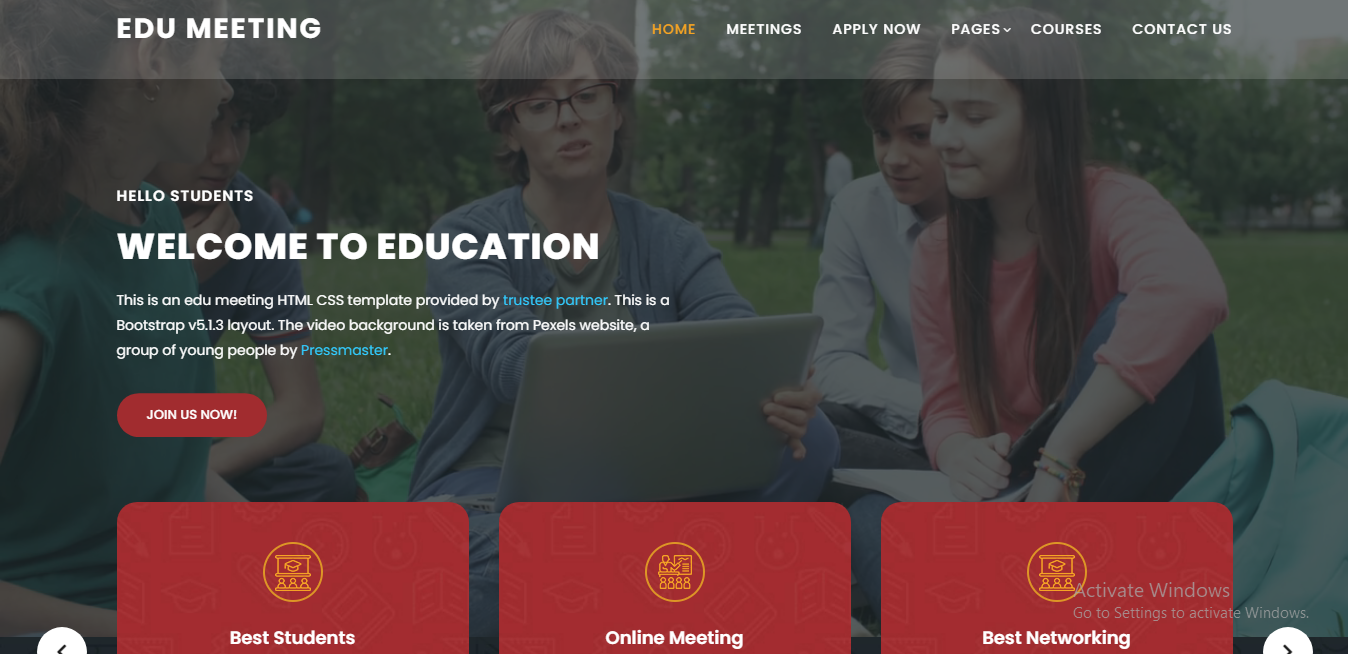 EDU MEETING
HOME MEETINGS APPLY NOW PAGES COURSES CONTACT US
HELLO STUDENTS
WELCOME TO EDUCATION
This is an edu meeting HTML CSS template provided by trustee partner. This is a
Bootstrap v5.1.3 layout. The video background is taken from Pexels website, a
group of young people by Pressmaster.
JOIN US NOW!
Best Students
Online Meeting
Best Networking
Activate Windows
Go to Settings to activate Windows.